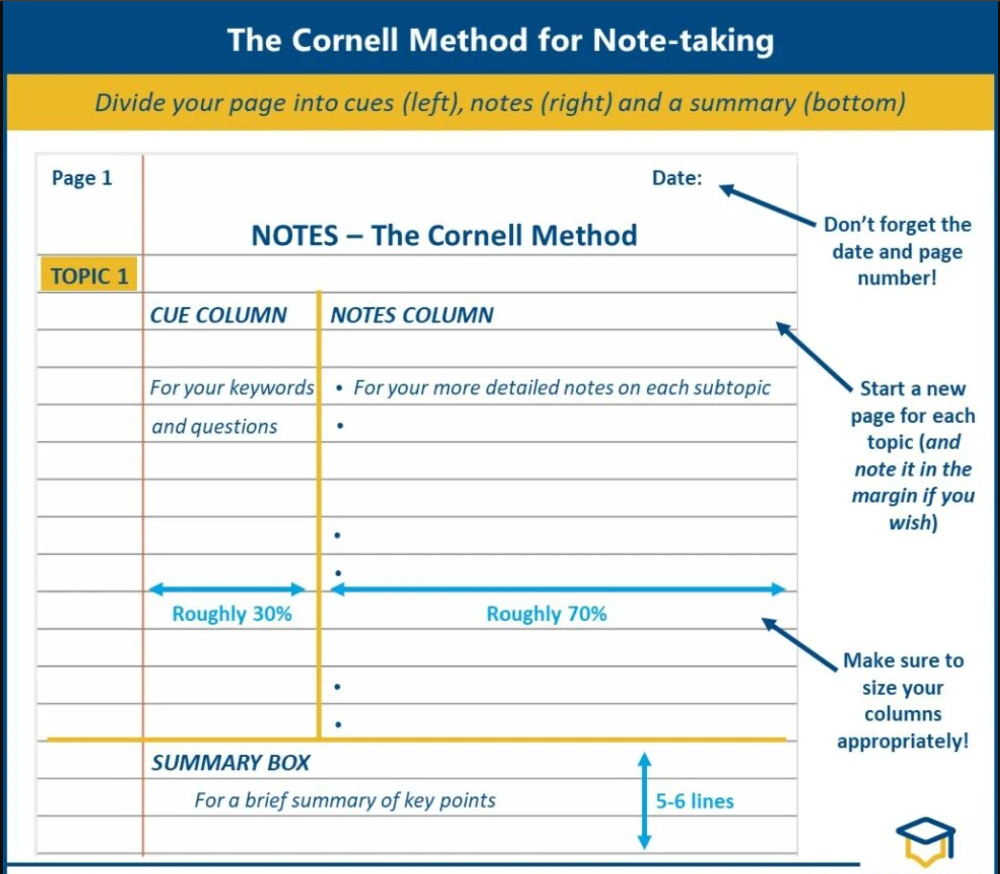 The Cornell Method for Note-taking
Divide your page into cues (left), notes (right) and a summary (bottom)
Page 1
Date:
Don’t forget the
date and page
number!
NOTES – The Cornell Method
TOPIC 1
CUE COLUMN
NOTES COLUMN
For your keywords
and questions
• For your more detailed notes on each subtopic
•
Start a new
page for each
topic (and
note it in the
margin if you
wish)
•
•
Roughly 30%
Roughly 70%
Make sure to
size your
columns
appropriately!
•
•
SUMMARY BOX
For a brief summary of key points
5-6 lines